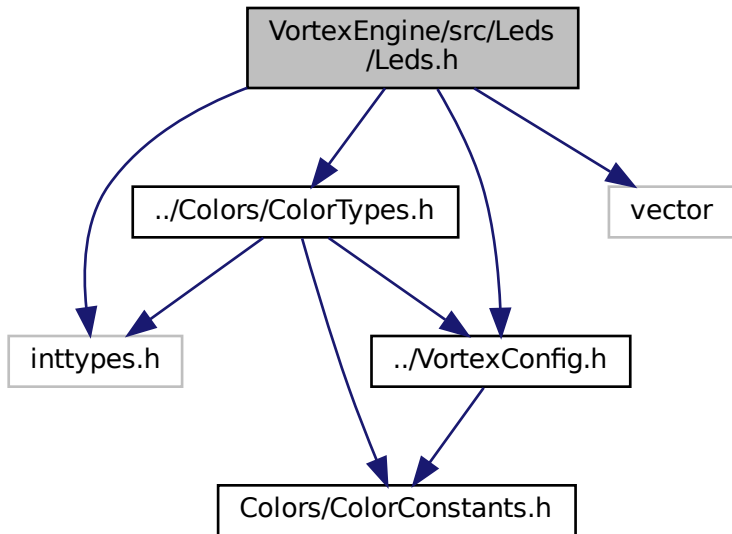 VortexEngine/src/Leds
/Leds.h
../Colors/ColorTypes.h
vector
inttypes.h
../VortexConfig.h
Colors/ColorConstants.h